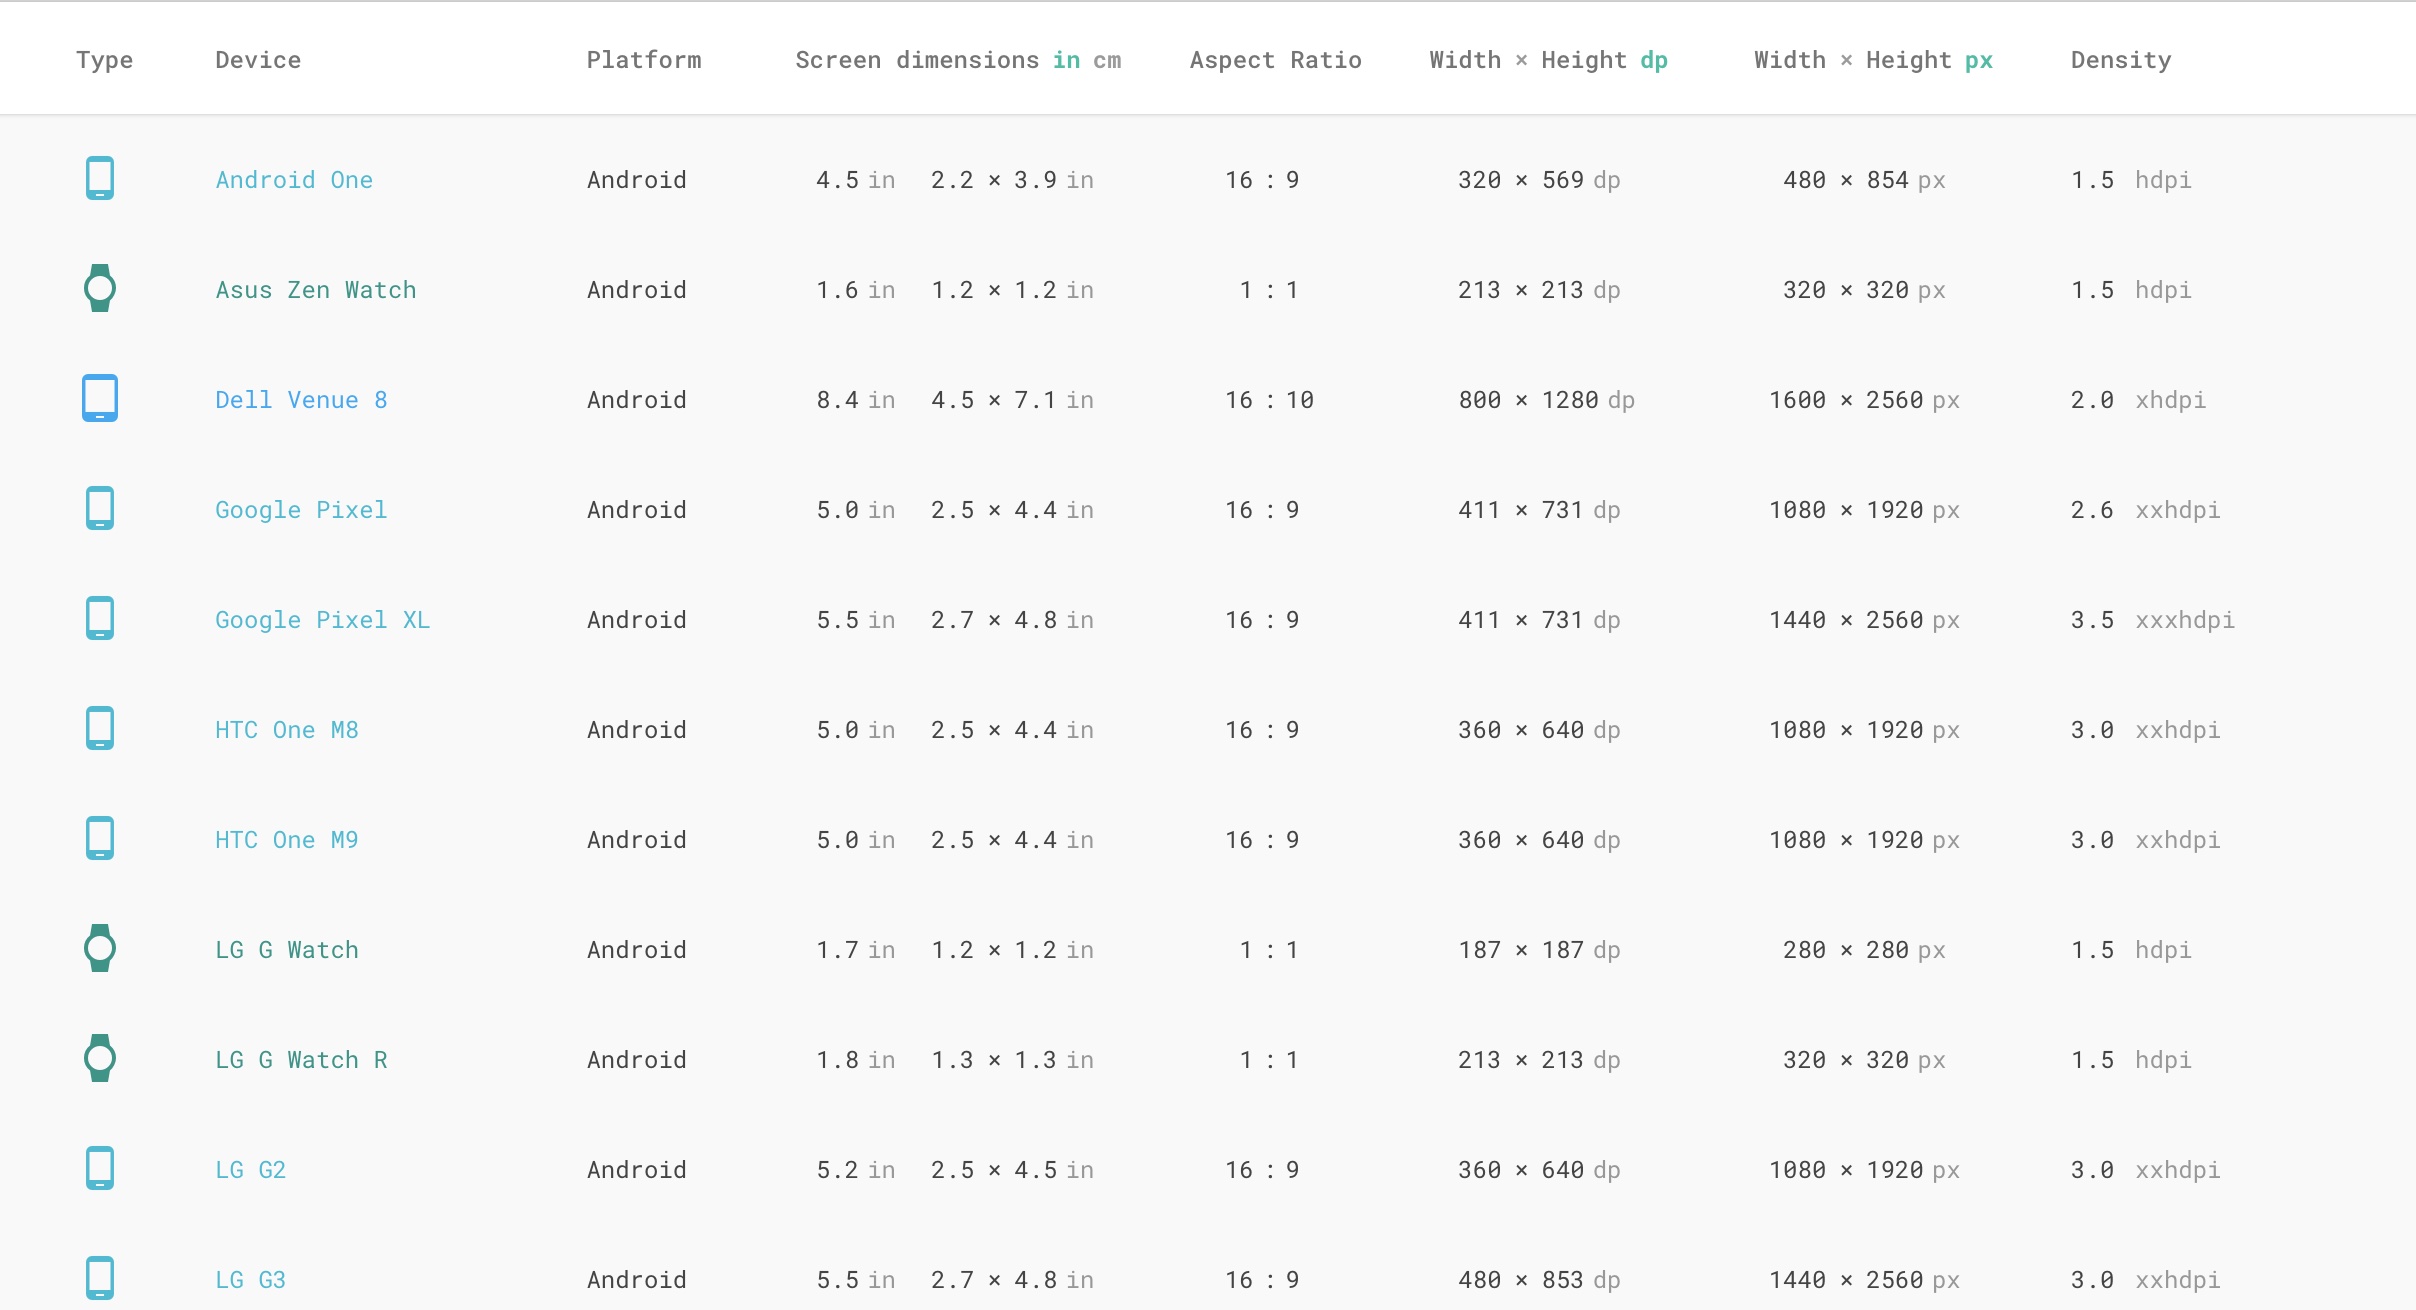 Type Device Platform Screen dimensions in cm Aspect Ratio Width × Height dp Width × Height px Density
Android One Android 4.5 in 2.2 × 3.9 in 16 : 9 320 × 569 dp 480 × 854 px 1.5 hdpi
Asus Zen Watch Android 1.6 in 1.2 × 1.2 in 1 : 1 213 × 213 dp 320 × 320 px 1.5 hdpi
Dell Venue 8 Android 8.4 in 4.5 × 7.1 in 16 : 10 800 × 1280 dp 1600 × 2560 px 2.0 xhdpi
Google Pixel Android 5.0 in 2.5 × 4.4 in 16 : 9 411 × 731 dp 1080 × 1920 px 2.6 xxhdpi
Google Pixel XL Android 5.5 in 2.7 × 4.8 in 16 : 9 411 × 731 dp 1440 × 2560 px 3.5 xxxhdpi
HTC One M8 Android 5.0 in 2.5 × 4.4 in 16 : 9 360 × 640 dp 1080 × 1920 px 3.0 xxhdpi
HTC One M9 Android 5.0 in 2.5 × 4.4 in 16 : 9 360 × 640 dp 1080 × 1920 px 3.0 xxhdpi
LG G Watch Android 1.7 in 1.2 × 1.2 in 1 : 1 187 × 187 dp 280 × 280 px 1.5 hdpi
LG G Watch R Android 1.8 in 1.3 × 1.3 in 1 : 1 213 × 213 dp 320 × 320 px 1.5 hdpi
LG G2 Android 5.2 in 2.5 × 4.5 in 16 : 9 360 × 640 dp 1080 × 1920 px 3.0 xxhdpi
LG G3 Android 5.5 in 2.7 × 4.8 in 16 : 9 480 × 853 dp 1440 × 2560 px 3.0 xxhdpi